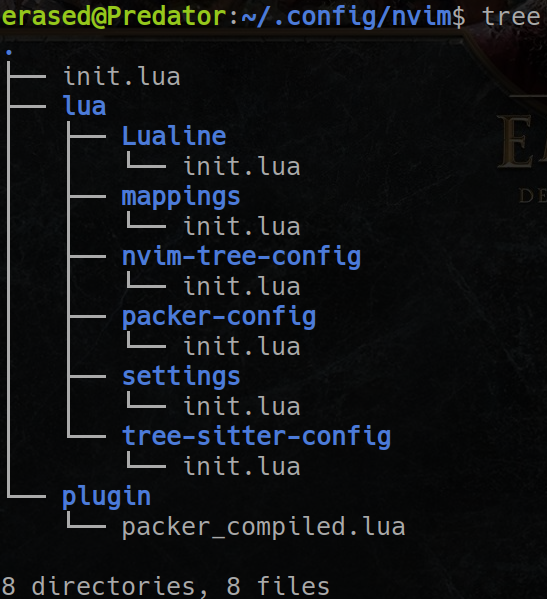 erased@Predator:~/.config/nvim$ tree
.
├── init.lua
├── lua
│   ├── Lualine
│   │   └── init.lua
│   ├── mappings
│   │   └── init.lua
│   ├── nvim-tree-config
│   │   └── init.lua
│   ├── packer-config
│   │   └── init.lua
│   ├── settings
│   │   └── init.lua
│   └── tree-sitter-config
│       └── init.lua
└── plugin
    └── packer_compiled.lua
8 directories, 8 files